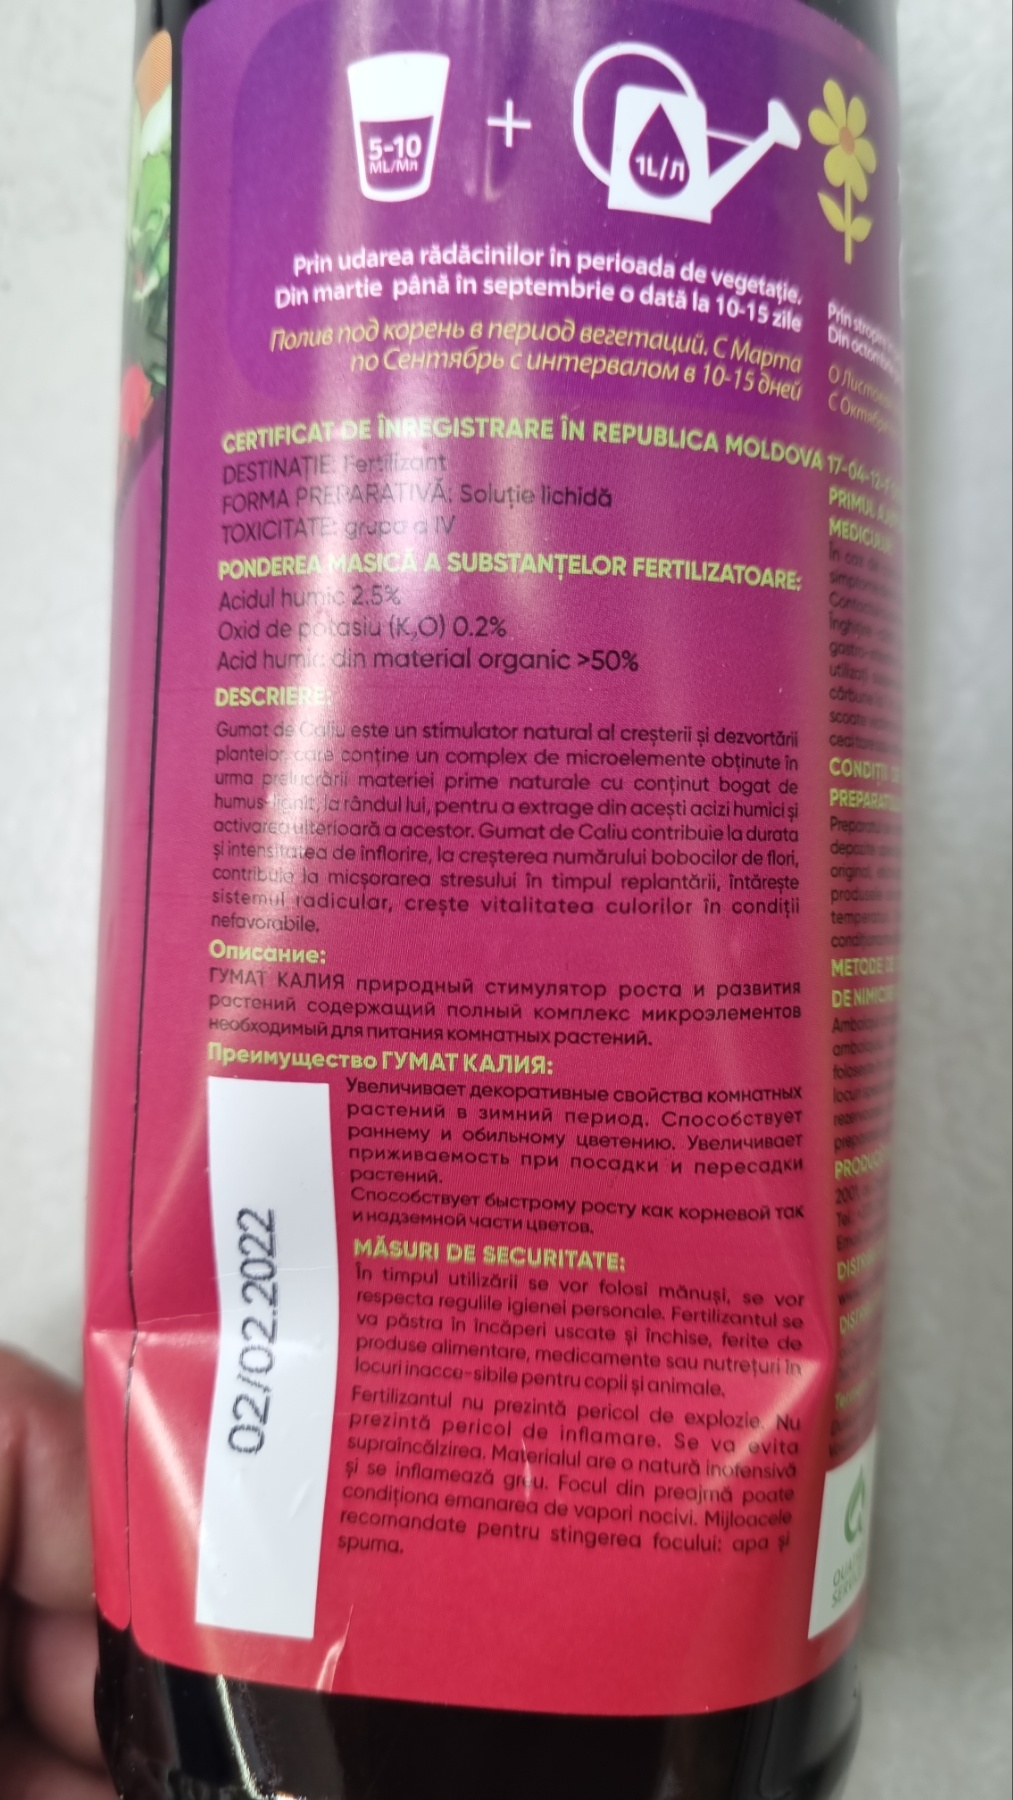 5-10
ML/Мл
+
1L/Л
Prin udarea rădăcinilor în perioada de vegetație.
Din martie până în septembrie o dată la 10-15 zile
Полив под корень в период вегетаций. С Марта
по Сентябрь с интервалом в 10-15 дней
CERTIFICAT DE ÎNREGISTRARE ÎN REPUBLICA MOLDOVA 17-04-12-
DESTINAȚIE: Fertilizant
FORMA PREPARATIVĂ: Soluție lichidă
TOXICITATE: grupa a IV
PONDEREA MASICĂ A SUBSTANȚELOR FERTILIZATOARE:
Acidul humic 2.5%
Oxid de potasiu (K₂O) 0.2%
Acid humic din material organic >50%
DESCRIERE:
Gumat de Caliu este un stimulator natural al creșterii și dezvortării
plantelor care conține un complex de microelemente obținute în
urma prelucrării materiei prime naturale cu conținut bogat de
humus-lignit, la rândul lui, pentru a extrage din acești acizi humici și
activarea ulterioară a acestor. Gumat de Caliu contribuie la durata
și intensitatea de înflorire, la creșterea numărului bobocilor de flori,
contribuie la micșorarea stresului în timpul replantării, întărește
sistemul radicular, crește vitalitatea culorilor în condiții
nefavorabile.
Описание:
ГУМАТ КАЛИЯ природный стимулятор роста и развития
растений содержащий полный комплекс микроэлементов
необходимый для питания комнатных растений.
Преимущество ГУМАТ КАЛИЯ:
Увеличивает декоративные свойства комнатных
растений в зимний период. Способствует
раннему и обильному цветению. Увеличивает
приживаемость при посадки и пересадки
растений.
Способствует быстрому росту как корневой так
и надземной части цветов.
MĂSURI DE SECURITATE:
În timpul utilizării se vor folosi mănuși, se vor
respecta regulile igienei personale. Fertilizantul se
va păstra în încăperi uscate și închise, ferite de
produse alimentare, medicamente sau nutrețuri în
locuri inacce-sibile pentru copii și animale.
Fertilizantul nu prezintă pericol de explozie. Nu
prezintă pericol de inflamare. Se va evita
supraîncălzirea. Materialul are o natură inofensivă
și se inflamează greu. Focul din preajmă poate
condiționa emanarea de vapori nocivi. Mijloacele
recomandate pentru stingerea focului: apa și
spuma.
02/02.2022
Prin
Din
О
С
PRIMUL
MEDICULUI
CONDIȚII
METODE
DE